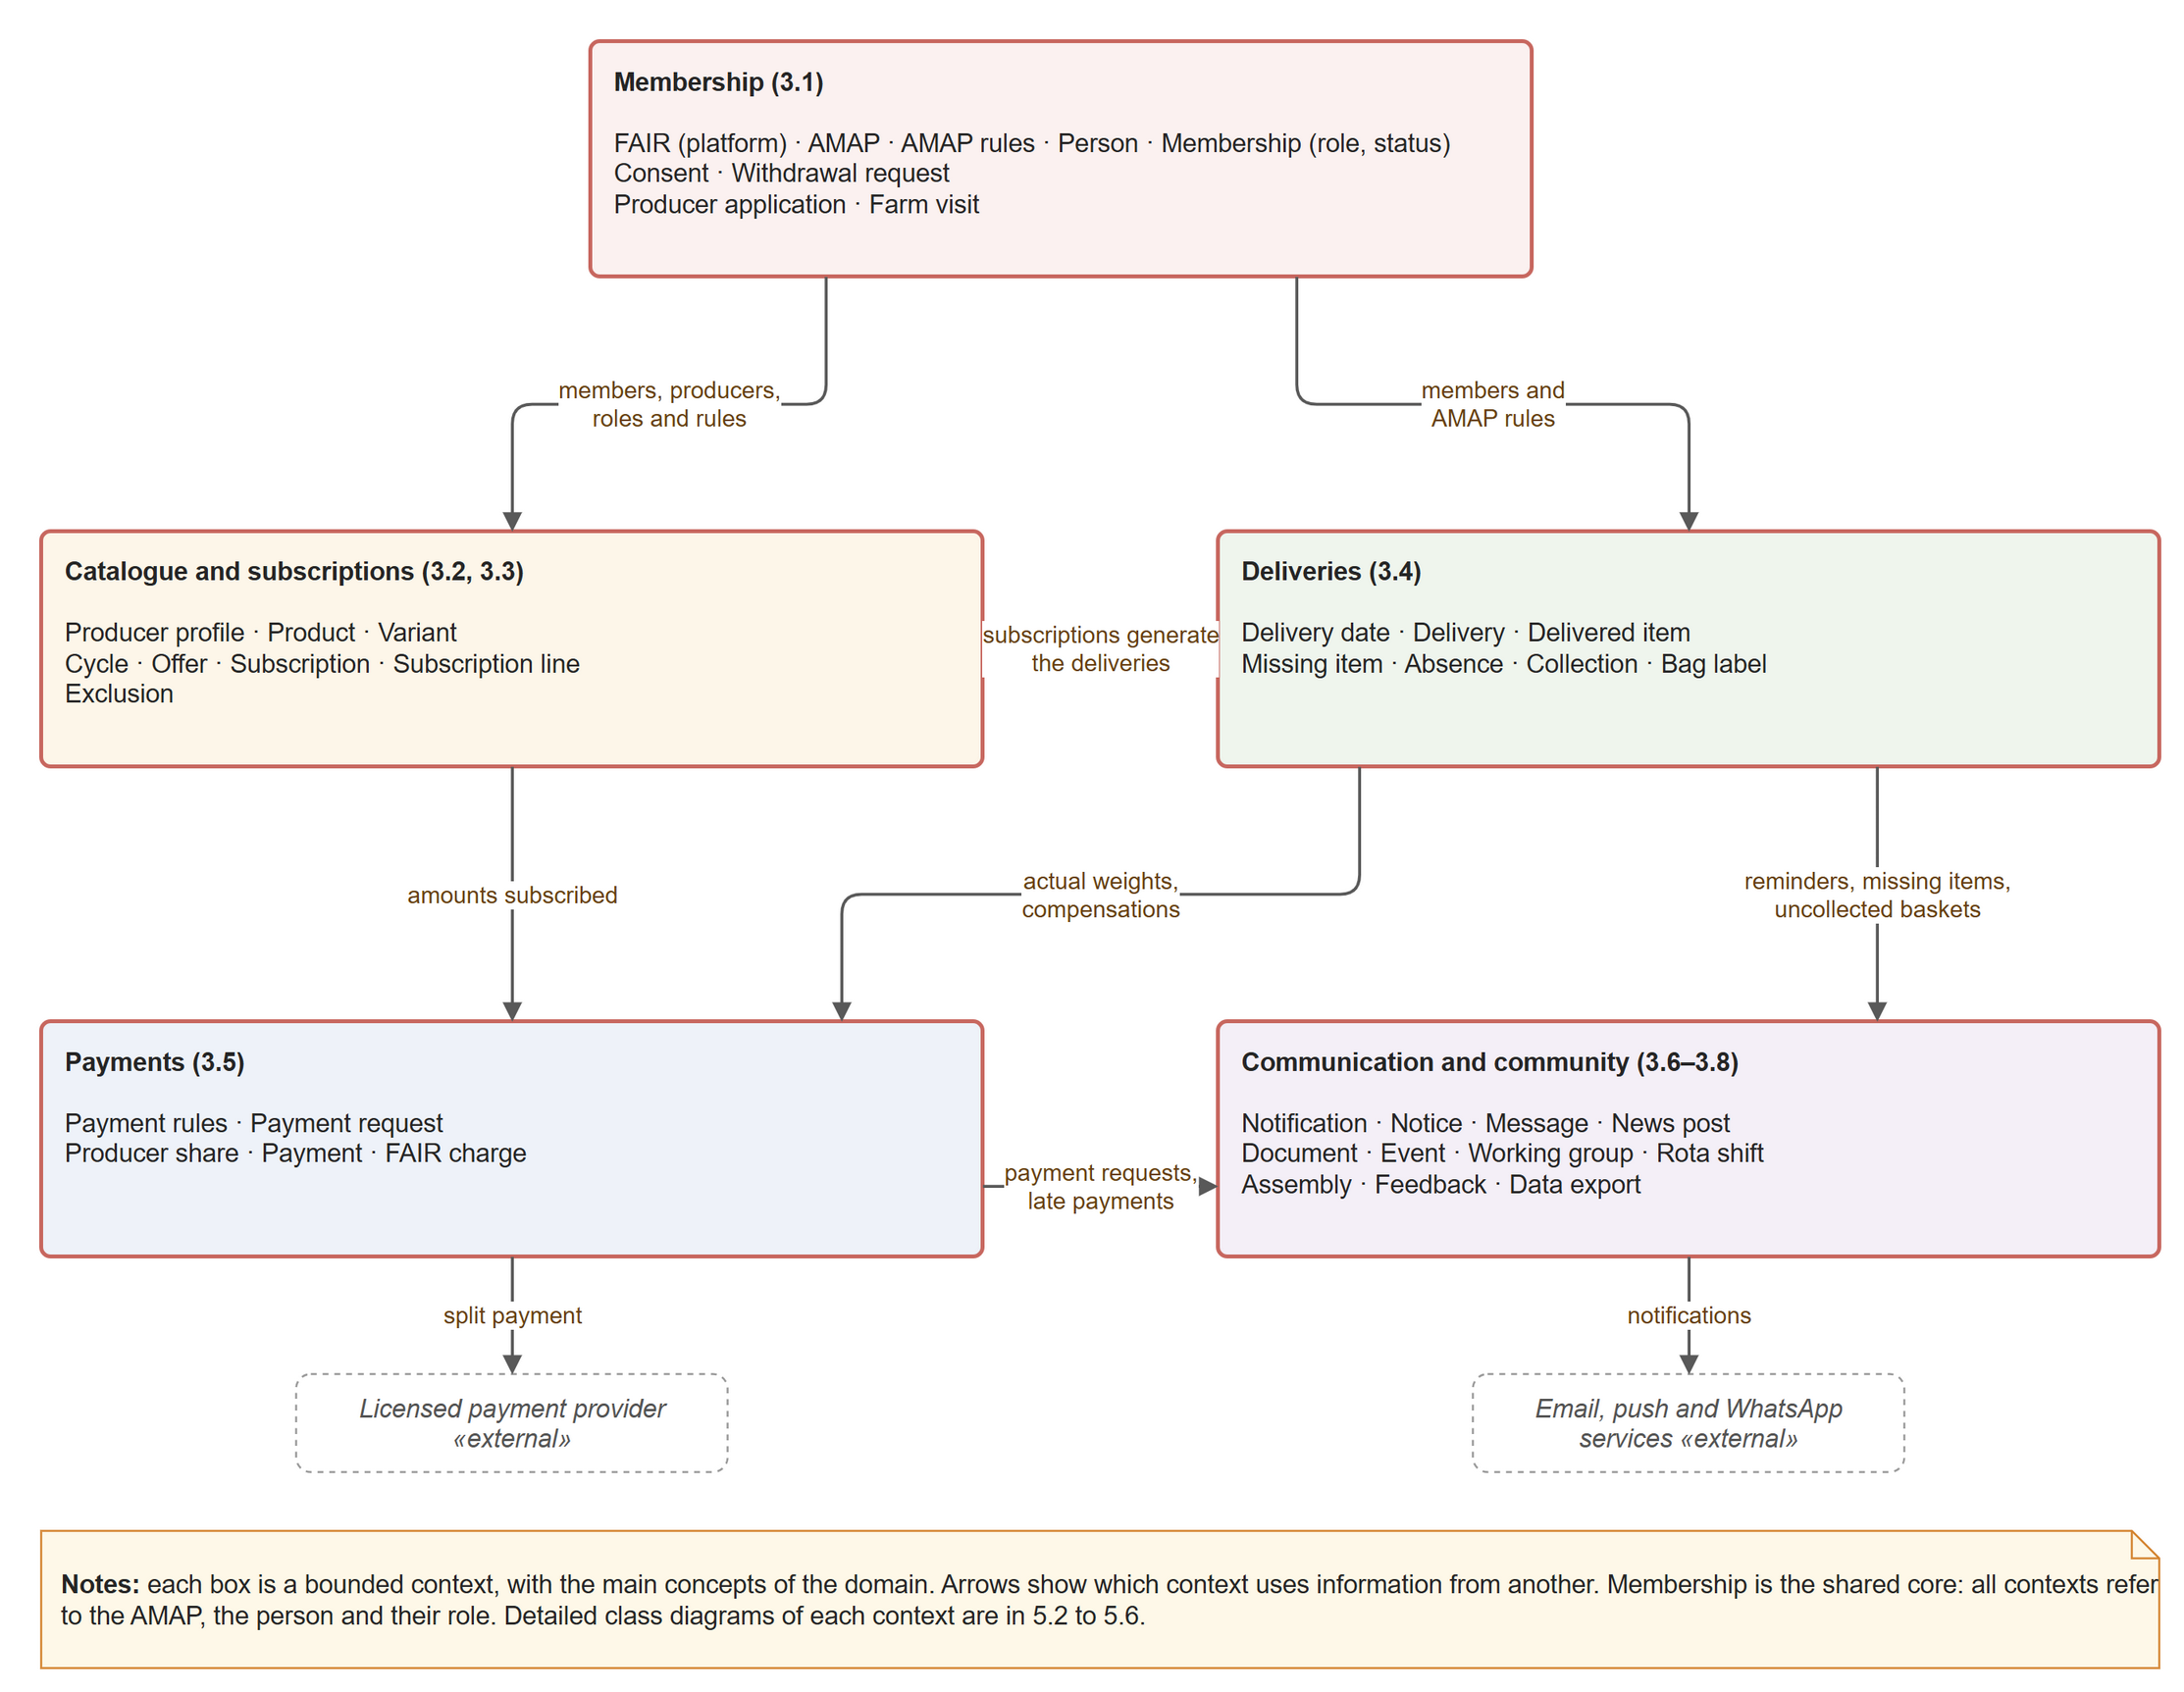 Membership (3.1)
FAIR (platform) · AMAP · AMAP rules · Person · Membership (role, status)
Consent · Withdrawal request
Producer application · Farm visit
members, producers,
roles and rules
members and
AMAP rules
Catalogue and subscriptions (3.2, 3.3)
Producer profile · Product · Variant
Cycle · Offer · Subscription · Subscription line
Exclusion
subscriptions generate
the deliveries
Deliveries (3.4)
Delivery date · Delivery · Delivered item
Missing item · Absence · Collection · Bag label
amounts subscribed
actual weights,
compensations
reminders, missing items,
uncollected baskets
Payments (3.5)
Payment rules · Payment request
Producer share · Payment · FAIR charge
payment requests,
late payments
Communication and community (3.6–3.8)
Notification · Notice · Message · News post
Document · Event · Working group · Rota shift
Assembly · Feedback · Data export
split payment
notifications
Licensed payment provider
«external»
Email, push and WhatsApp
services «external»
Notes: each box is a bounded context, with the main concepts of the domain. Arrows show which context uses information from another. Membership is the shared core: all contexts refer
to the AMAP, the person and their role. Detailed class diagrams of each context are in 5.2 to 5.6.